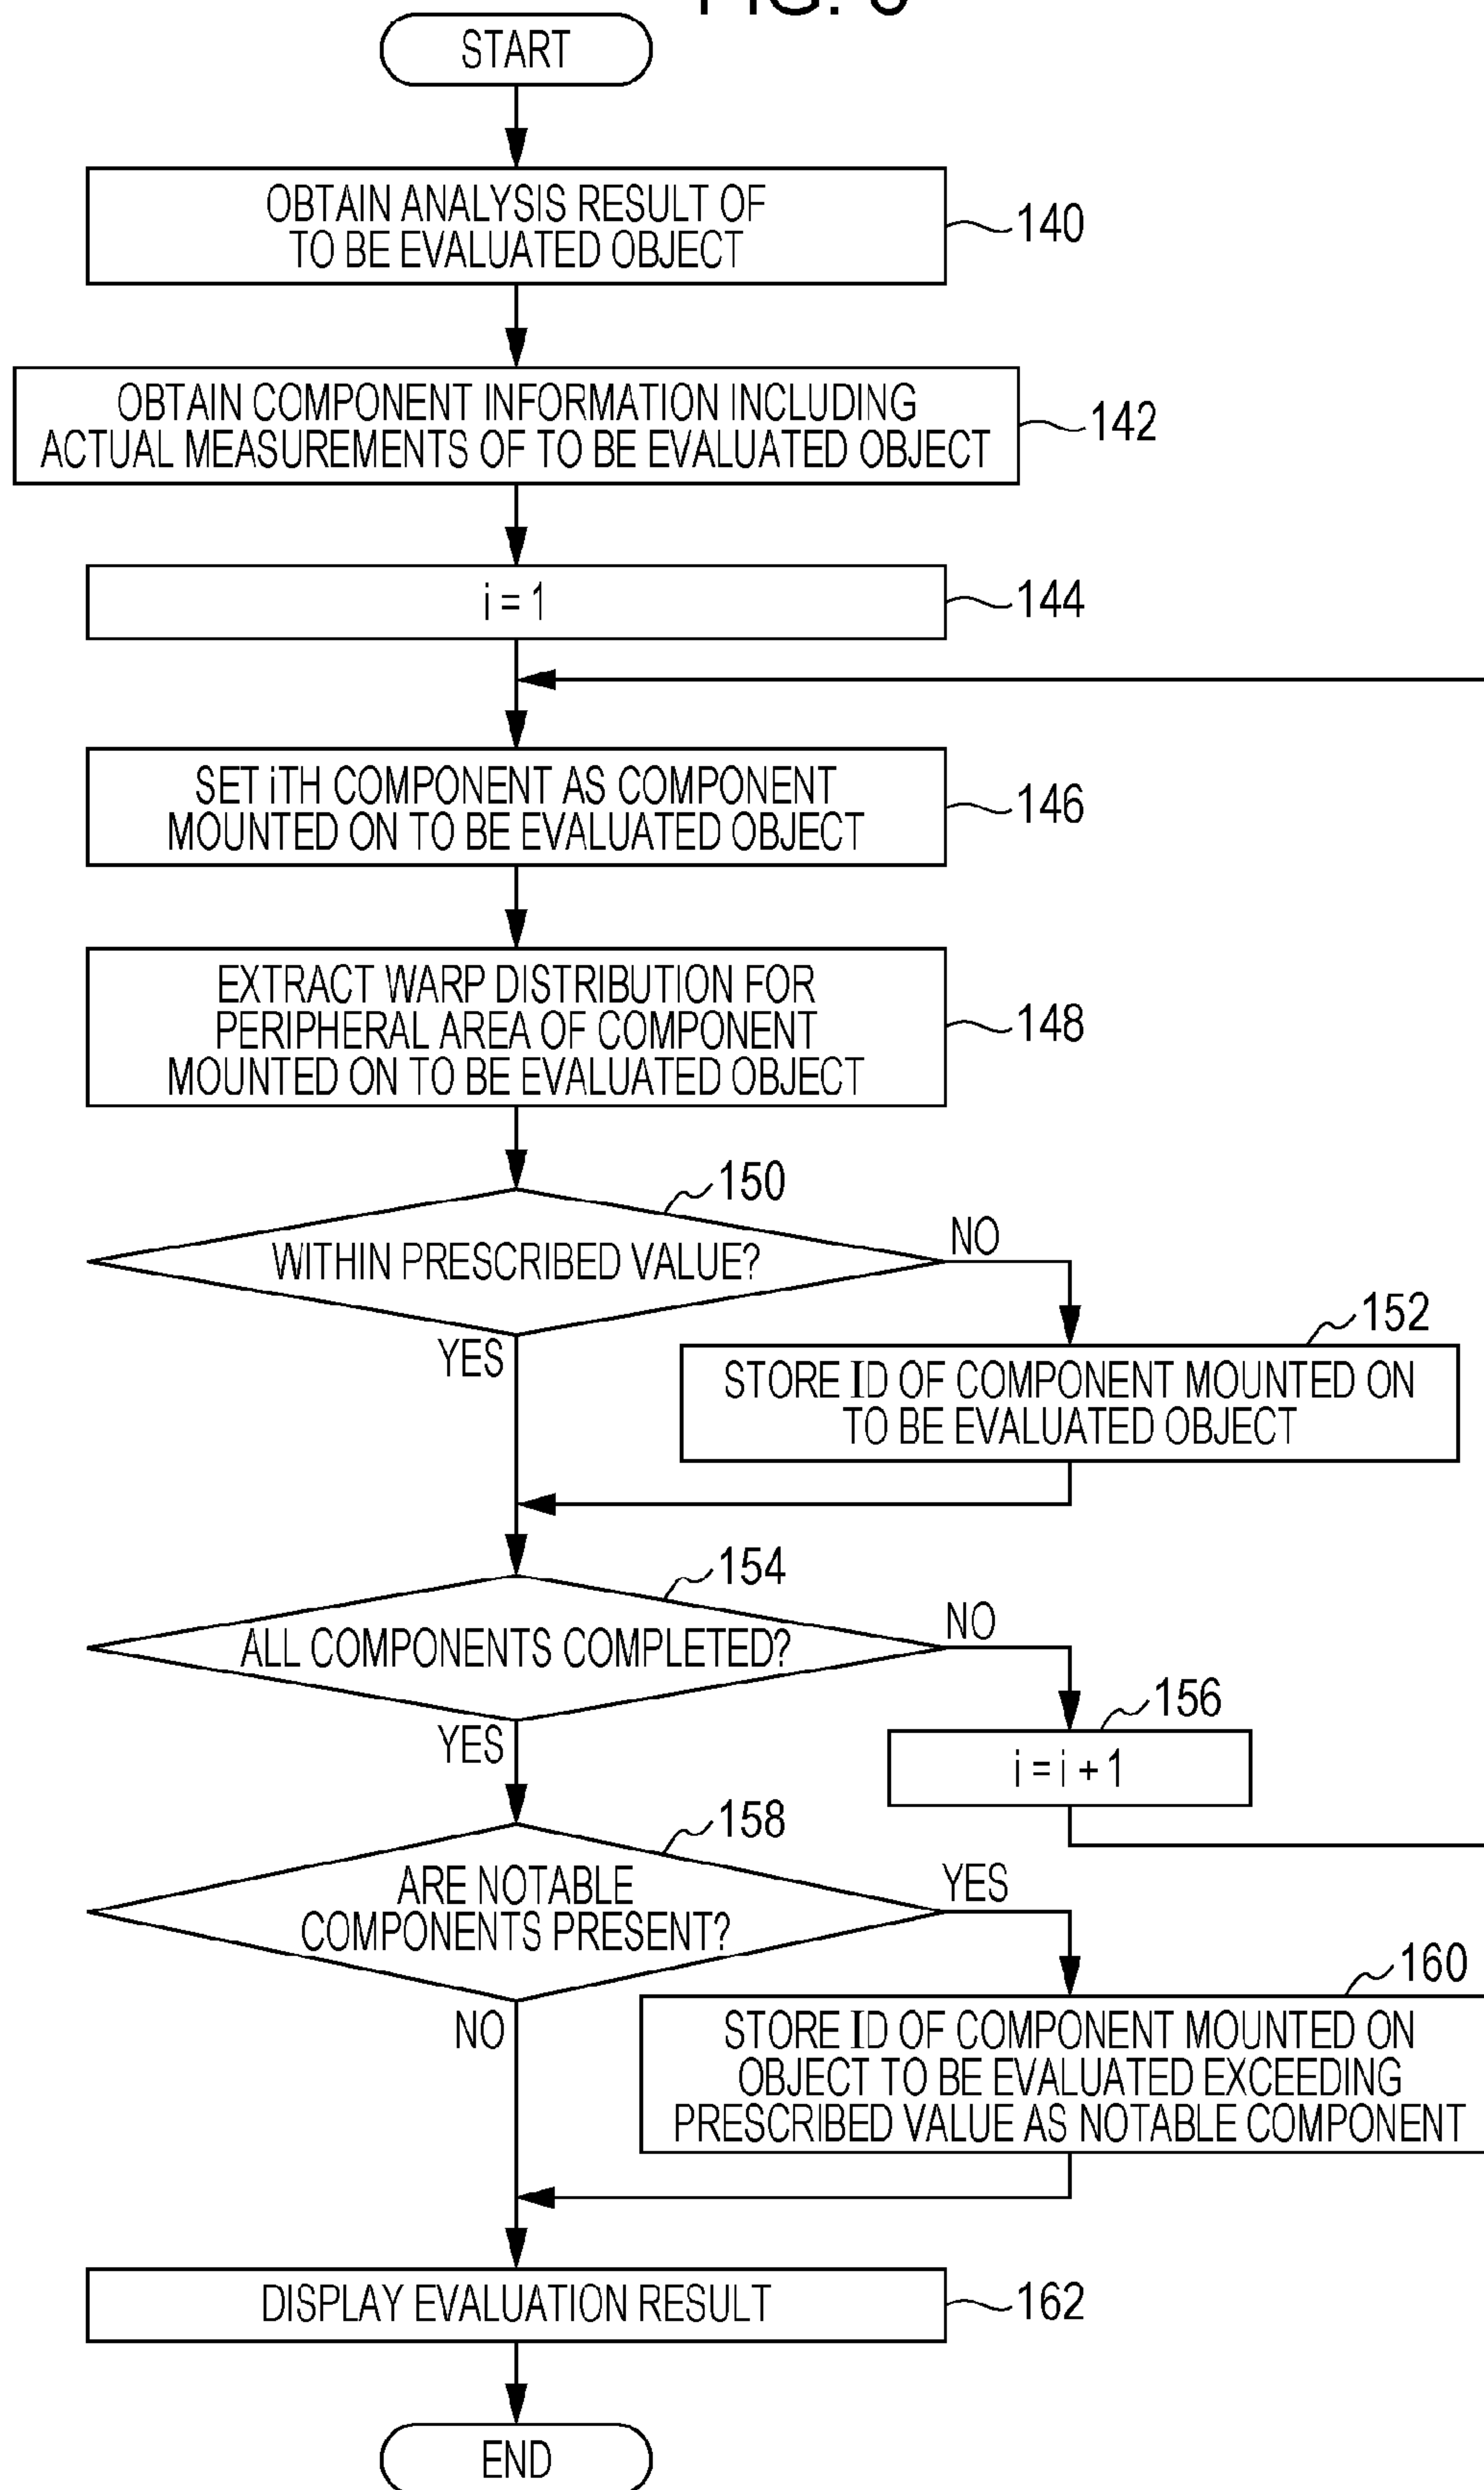 START
OBTAIN ANALYSIS RESULT OF
TO BE EVALUATED OBJECT
140
OBTAIN COMPONENT INFORMATION INCLUDING
ACTUAL MEASUREMENTS OF TO BE EVALUATED OBJECT
142
i = 1
144
SET iTH COMPONENT AS COMPONENT
MOUNTED ON TO BE EVALUATED OBJECT
146
EXTRACT WARP DISTRIBUTION FOR
PERIPHERAL AREA OF COMPONENT
MOUNTED ON TO BE EVALUATED OBJECT
148
150
WITHIN PRESCRIBED VALUE?
NO
YES
152
STORE ID OF COMPONENT MOUNTED ON
TO BE EVALUATED OBJECT
154
ALL COMPONENTS COMPLETED?
NO
YES
156
i = i + 1
158
ARE NOTABLE
COMPONENTS PRESENT?
YES
NO
160
STORE ID OF COMPONENT MOUNTED ON
OBJECT TO BE EVALUATED EXCEEDING
PRESCRIBED VALUE AS NOTABLE COMPONENT
DISPLAY EVALUATION RESULT
162
END